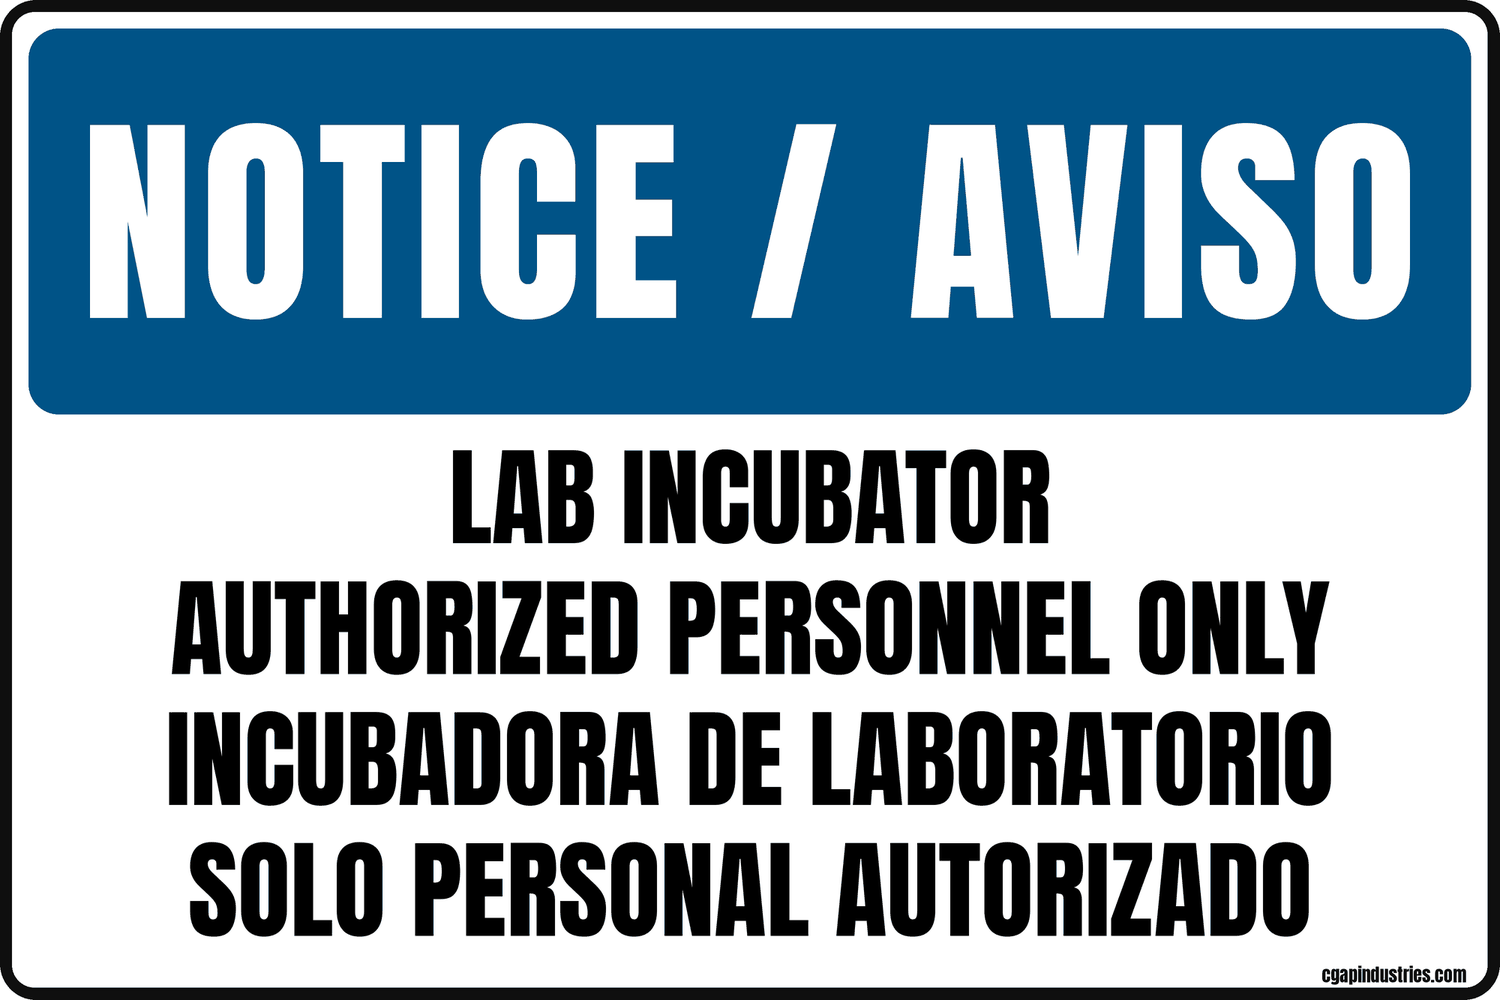 NOTICE / AVISO
LAB INCUBATOR
AUTHORIZED PERSONNEL ONLY
INCUBADORA DE LABORATORIO
SOLO PERSONAL AUTORIZADO
cgapindustries.com